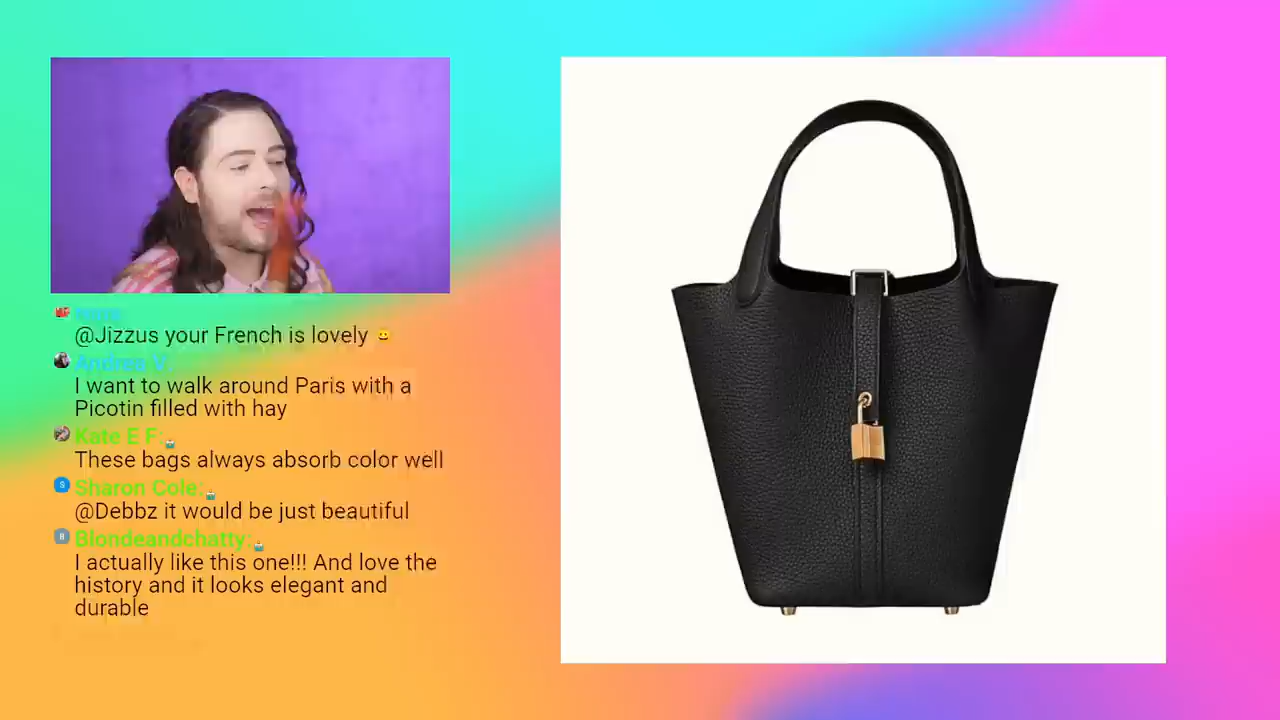 @Jizzus your French is lovely
Andrea V:
I want to walk around Paris with a
Picotin filled with hay
Kate E F:
These bags always absorb color well
Sharon Cole:
@Debbz it would be just beautiful
Blondeandchatty:
I actually like this one!!! And love the
history and it looks elegant and
durable